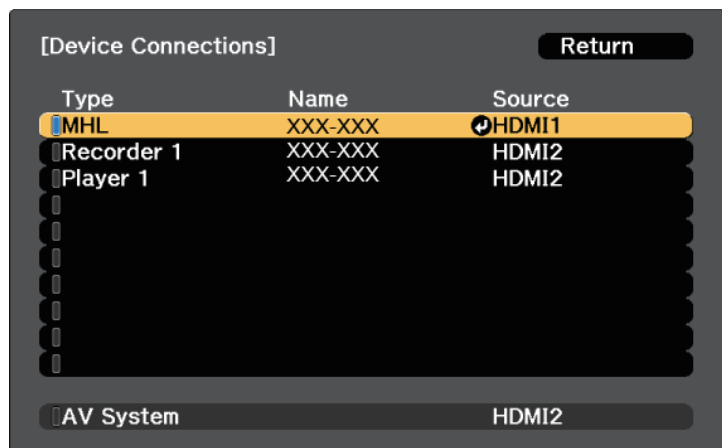 [Device Connections] Return
Type Name Source
MHL XXX-XXX HDMI1
Recorder 1 XXX-XXX HDMI2
Player 1 XXX-XXX HDMI2
AV System HDMI2